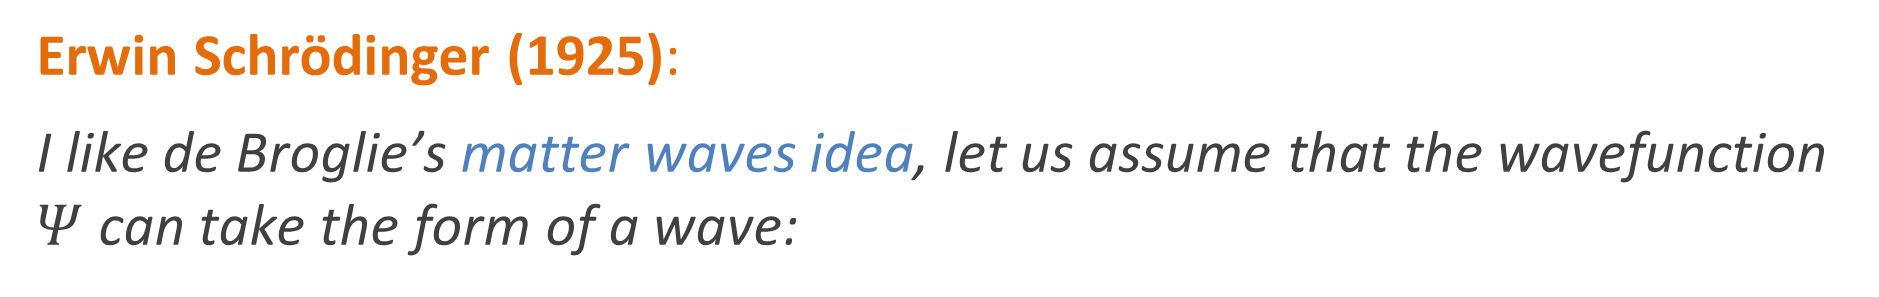 Erwin Schrödinger (1925):
I like de Broglie’s matter waves idea, let us assume that the wavefunction
Ψ can take the form of a wave: